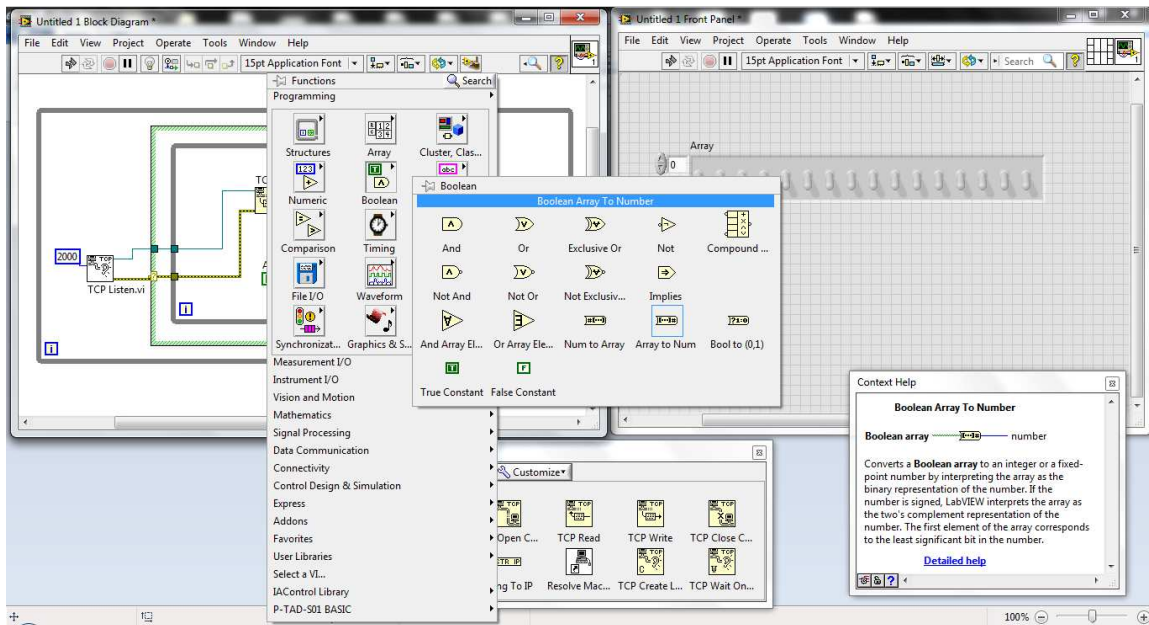 Untitled 1 Block Diagram *
File Edit View Project Operate Tools Window Help
15pt Application Font
Functions
Search
Programming
Structures
Array
Cluster, Clas...
Numeric
Boolean
Comparison
Timing
File I/O
Waveform
Synchronizat...
Graphics & S...
Measurement I/O
Instrument I/O
Vision and Motion
Mathematics
Signal Processing
Data Communication
Connectivity
Control Design & Simulation
Express
Addons
Favorites
User Libraries
Select a VI...
IAControl Library
P-TAD-S01 BASIC
2000
TCP Listen.vi
Boolean
Boolean Array To Number
And
Or
Exclusive Or
Not
Compound ...
Not And
Not Or
Not Exclusiv...
Implies
And Array El...
Or Array Ele...
Num to Array
Array to Num
Bool to (0,1)
True Constant
False Constant
Untitled 1 Front Panel *
File Edit View Project Operate Tools Window Help
15pt Application Font
Search
Array
0
Customize
Open C...
TCP Read
TCP Write
TCP Close C...
ng To IP
Resolve Mac...
TCP Create L...
TCP Wait On...
Context Help
Boolean Array To Number
Boolean array
number
Converts a Boolean array to an integer or a fixed-
point number by interpreting the array as the
binary representation of the number. If the
number is signed, LabVIEW interprets the array as
the two's complement representation of the
number. The first element of the array corresponds
to the least significant bit in the number.
Detailed help
100%